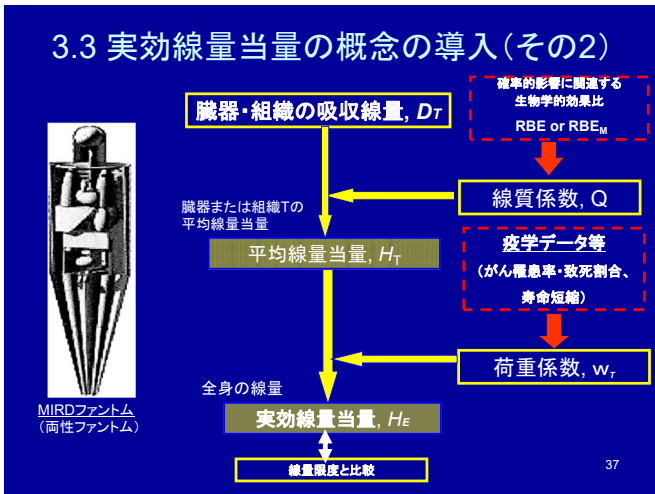 3.3 実効線量当量の概念の導入(その2)
臓器・組織の吸収線量, DT
確率的影響に関連する
生物学的効果比
RBE or RBEM
線質係数, Q
臓器または組織Tの
平均線量当量
平均線量当量, HT
疫学データ等
(がん罹患率・致死割合、
寿命短縮)
荷重係数, wT
全身の線量
実効線量当量, HE
線量限度と比較
MIRDファントム
(両性ファントム)
37